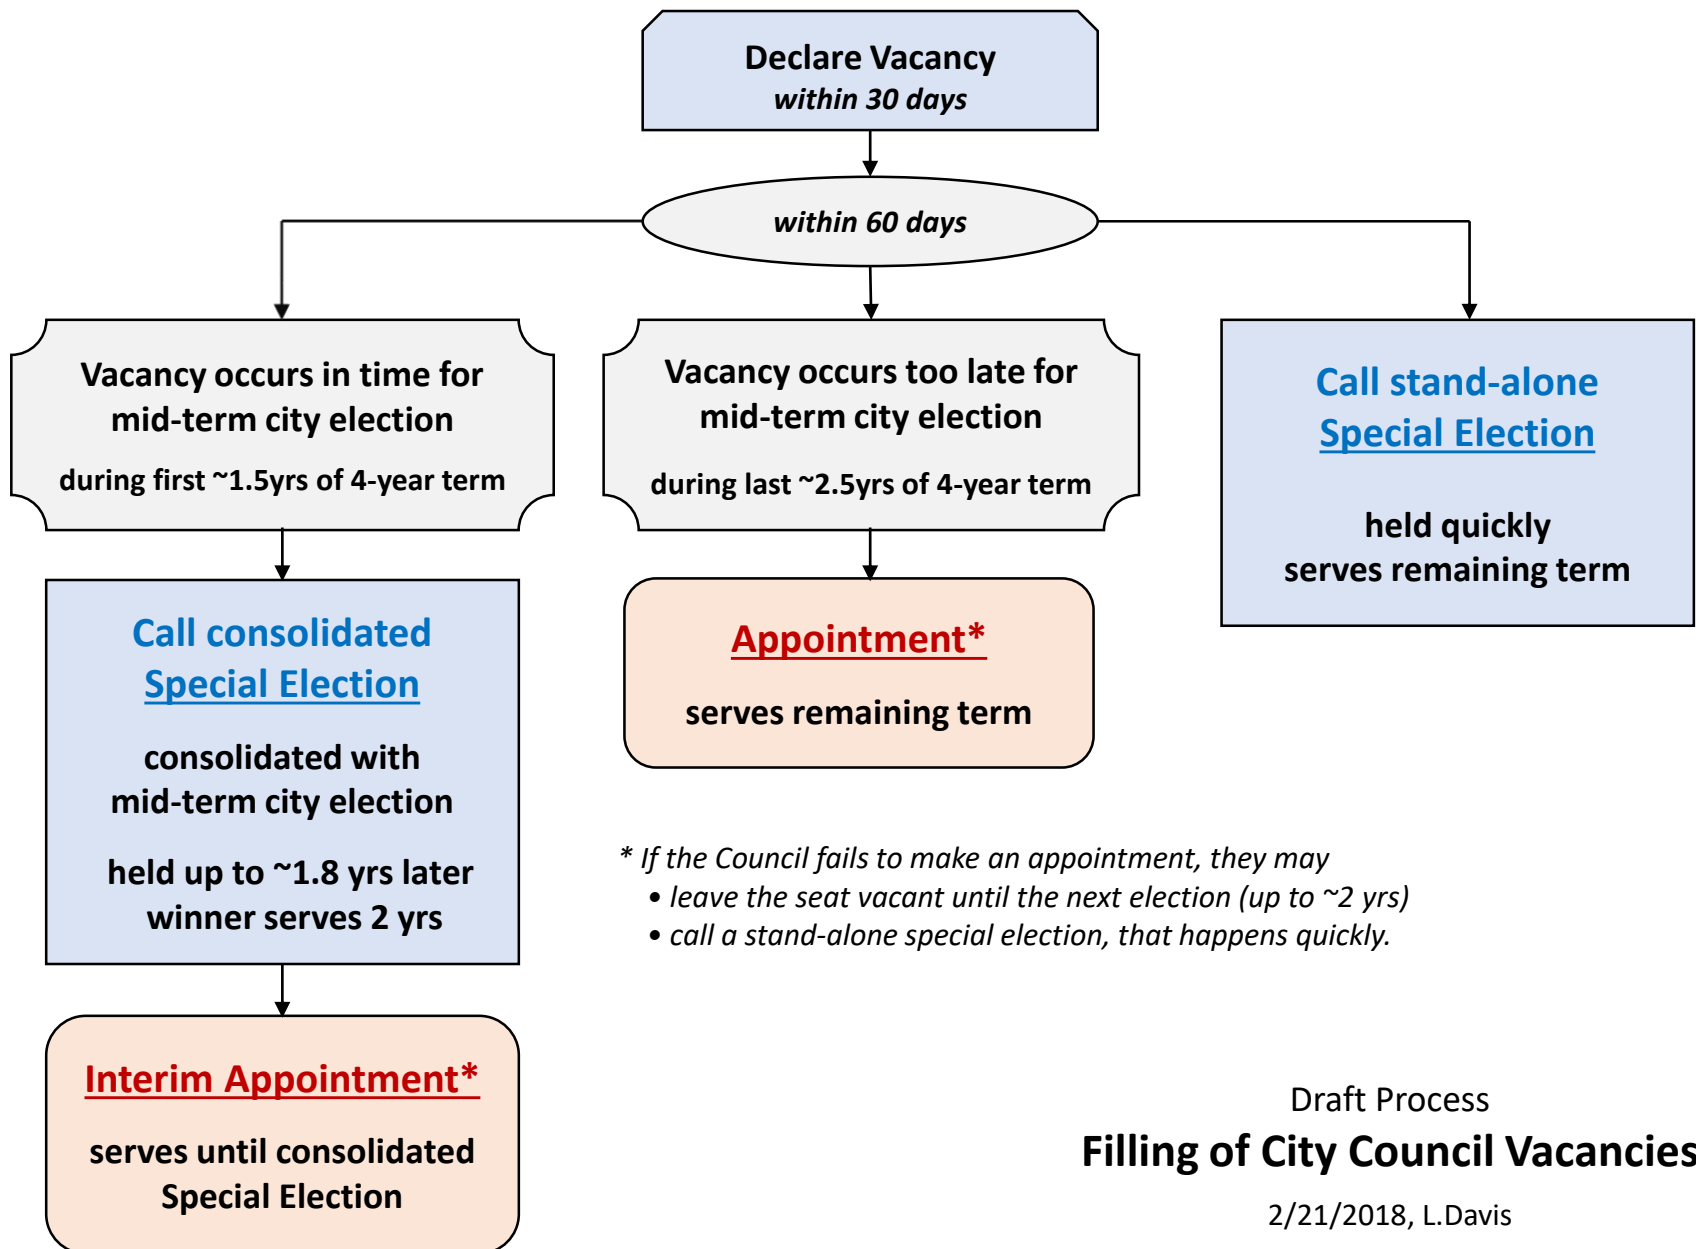 Declare Vacancy
within 30 days
within 60 days
Vacancy occurs in time for
mid-term city election
during first ~1.5yrs of 4-year term
Vacancy occurs too late for
mid-term city election
during last ~2.5yrs of 4-year term
Call stand-alone
Special Election
held quickly
serves remaining term
Call consolidated
Special Election
consolidated with
mid-term city election
held up to ~1.8 yrs later
winner serves 2 yrs
Appointment*
serves remaining term
* If the Council fails to make an appointment, they may
• leave the seat vacant until the next election (up to ~2 yrs)
• call a stand-alone special election, that happens quickly.
Interim Appointment*
serves until consolidated
Special Election
Draft Process
Filling of City Council Vacancies
2/21/2018, L.Davis